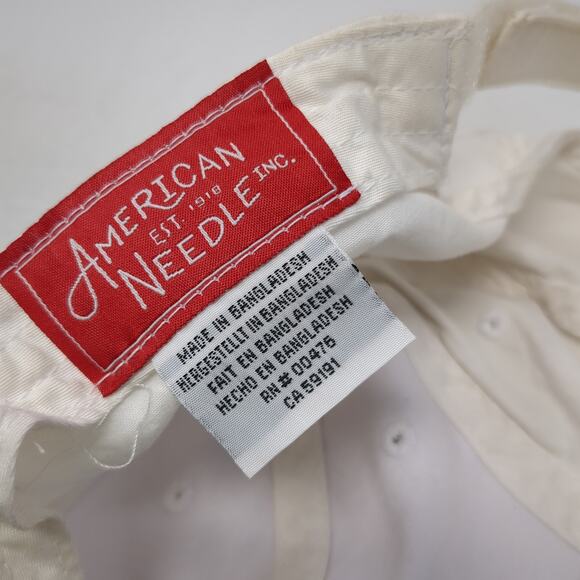 AMERICAN
EST. 1918
NEEDLE INC.
MADE IN BANGLADESH
HERGESTELLT IN BANGLADESH
FAIT EN BANGLADESH
HECHO EN BANGLADESH
RN# 00476
CA 59191